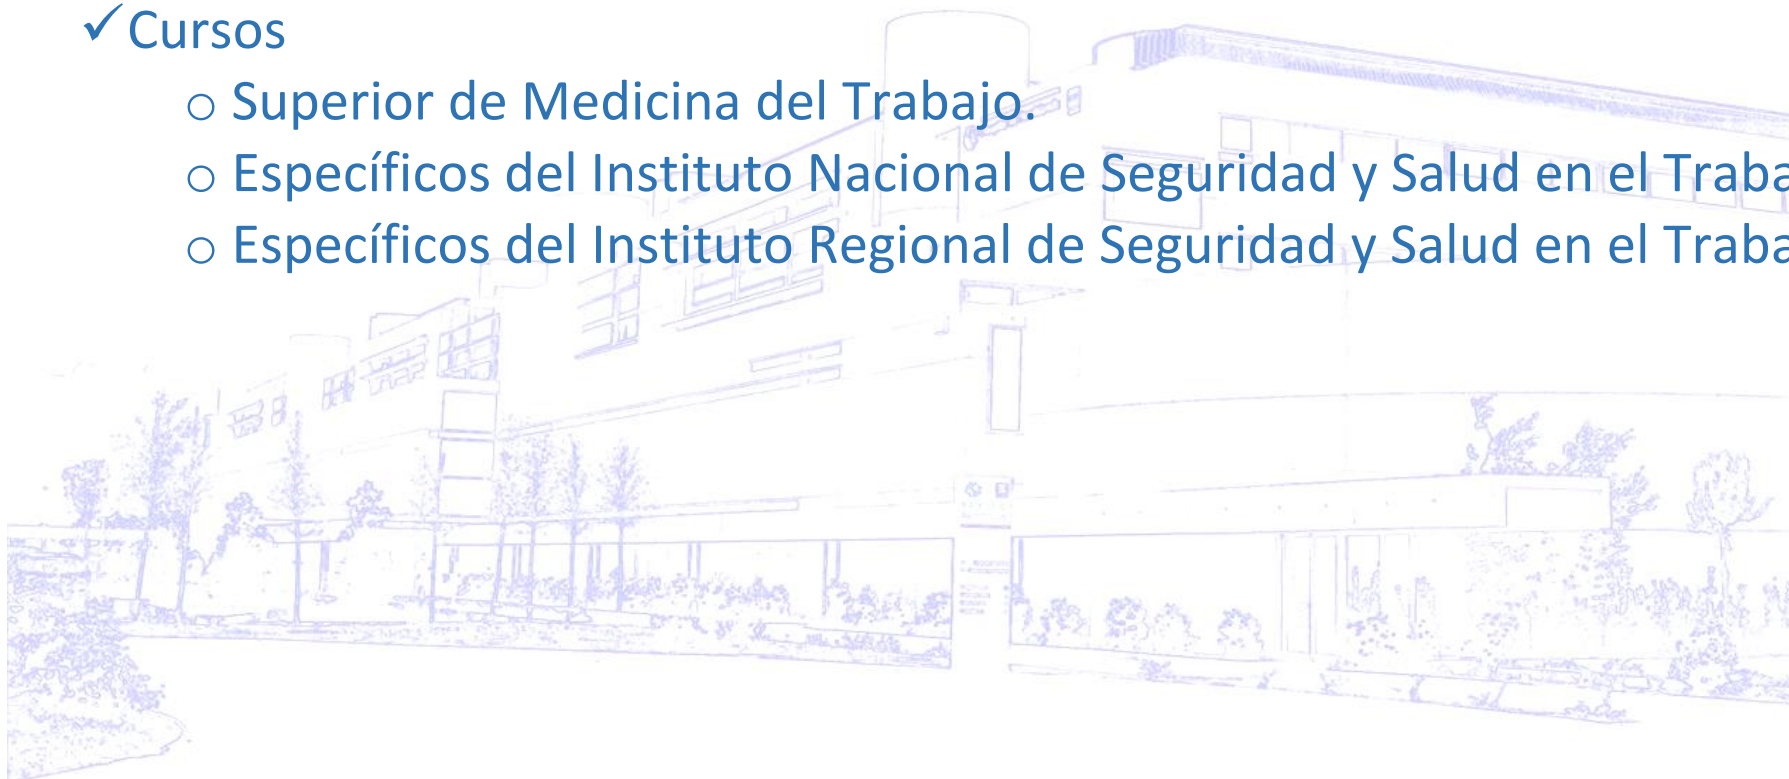 ✓Cursos
o Superior de Medicina del Trabajo.
o Específicos del Instituto Nacional de Seguridad y Salud en el Traba
o Específicos del Instituto Regional de Seguridad y Salud en el Traba